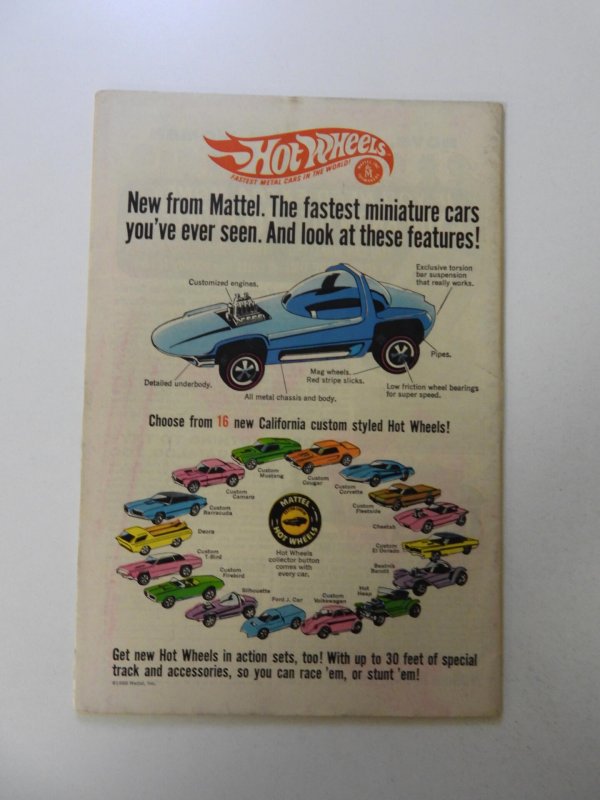 HOT WHEELS
FASTEST METAL CARS IN THE WORLD!
New from Mattel. The fastest miniature cars
you've ever seen. And look at these features!
Exclusive torsion
bar suspension
that really works.
Customized engines.
Pipes.
Mag wheels.
Red stripe slicks.
Detailed underbody.
Low friction wheel bearings
for super speed.
All metal chassis and body.
Choose from 16 new California custom styled Hot Wheels!
Custom
Mustang
Custom
Cougar
Custom
Camaro
Custom
Corvette
Custom
Barracuda
Custom
Fleetside
Deora
Cheetah
Custom
T-Bird
Custom
El Dorado
Custom
Firebird
Beatnik
Bandit
Silhouette
Ford J. Car
Custom
Volkswagen
Hot
Heap
MATTEL
HOT WHEELS
Hot Wheels
collector button
comes with
every car.
Get new Hot Wheels in action sets, too! With up to 30 feet of special
track and accessories, so you can race 'em, or stunt 'em!
©1968 Mattel, Inc.